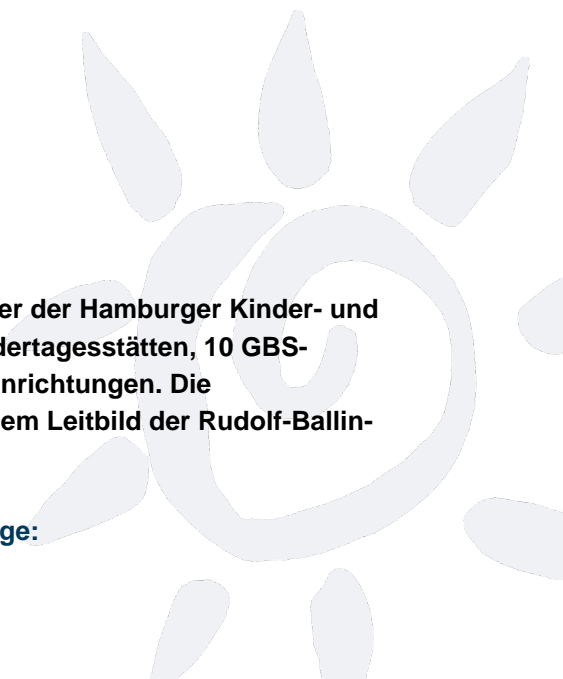 er der Hamburger Kinder- und
dertagesstätten, 10 GBS-
nrichtungen. Die
em Leitbild der Rudolf-Ballin-
ge: